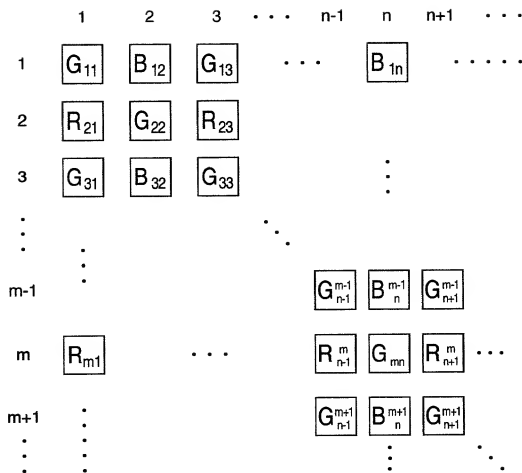 1 2 3 · · · n-1 n n+1 · · ·
1 G11 B12 G13 · · · B1n · · · · ·
2 R21 G22 R23
3 G31 B32 G33
m-1 G^{m-1}_{n-1} B^{m-1}_{n} G^{m-1}_{n+1}
m Rm1 · · · R^{m}_{n-1} Gmn R^{m}_{n+1} · · ·
m+1 G^{m+1}_{n-1} B^{m+1}_{n} G^{m+1}_{n+1}